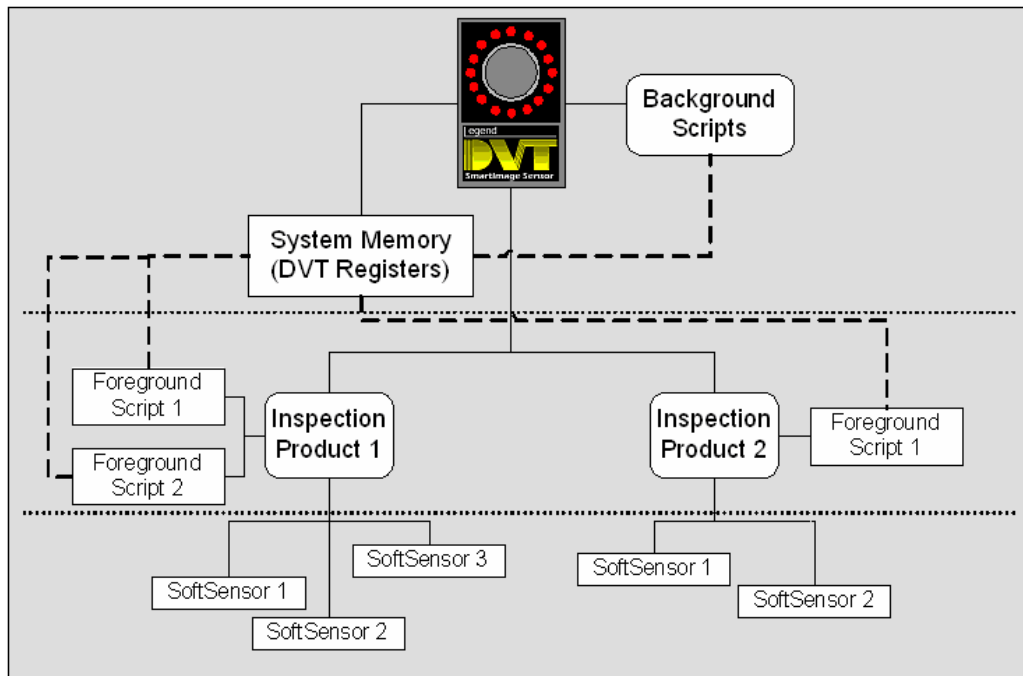 Legend
DVT
SmartImage Sensor
Background
Scripts
System Memory
(DVT Registers)
Foreground
Script 1
Foreground
Script 2
Inspection
Product 1
Inspection
Product 2
Foreground
Script 1
SoftSensor 1
SoftSensor 2
SoftSensor 3
SoftSensor 1
SoftSensor 2